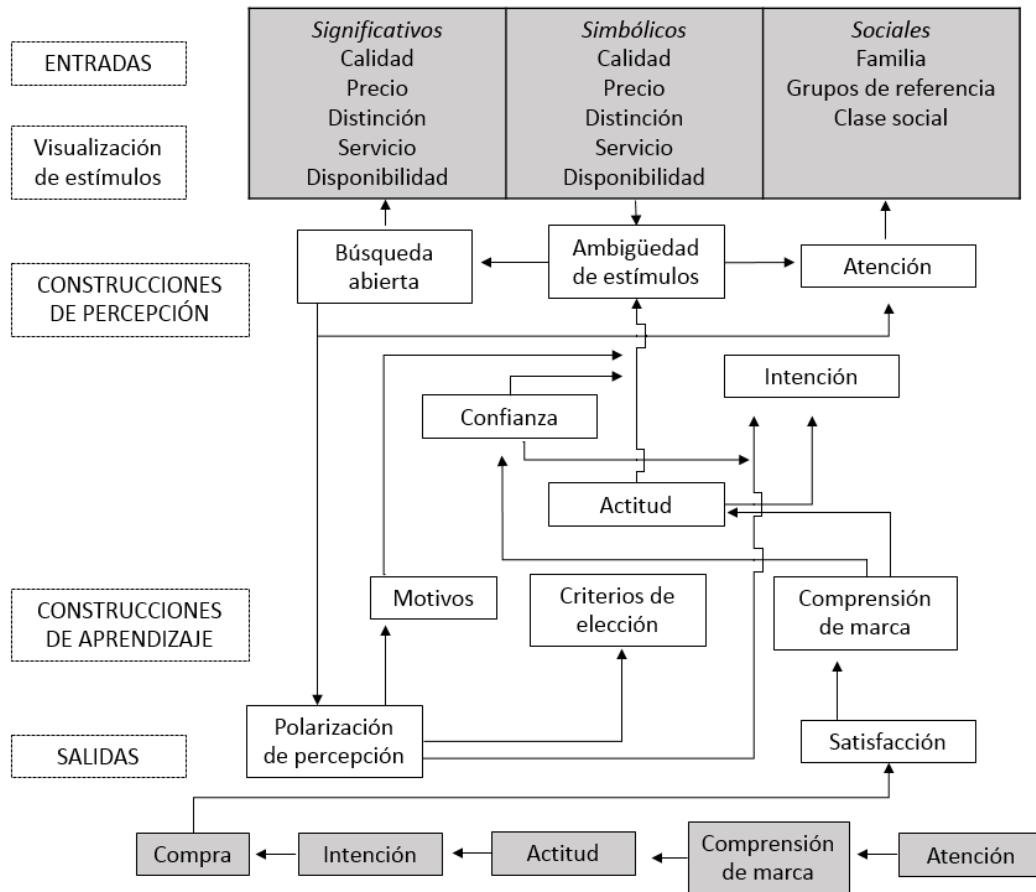 ENTRADAS
Visualización
de estímulos
Significativos
Calidad
Precio
Distinción
Servicio
Disponibilidad
Simbólicos
Calidad
Precio
Distinción
Servicio
Disponibilidad
Sociales
Familia
Grupos de referencia
Clase social
CONSTRUCCIONES
DE PERCEPCIÓN
Búsqueda
abierta
Ambigüedad
de estímulos
Atención
Intención
Confianza
Actitud
CONSTRUCCIONES
DE APRENDIZAJE
Motivos
Criterios de
elección
Comprensión
de marca
SALIDAS
Polarización
de percepción
Satisfacción
Compra
Intención
Actitud
Comprensión
de marca
Atención